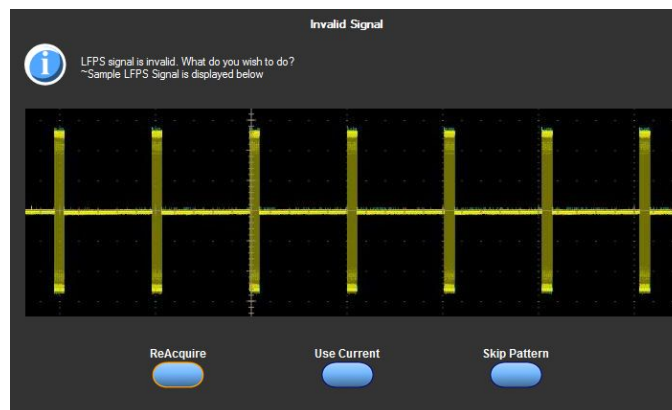 Invalid Signal
LFPS signal is invalid. What do you wish to do?
~Sample LFPS Signal is displayed below
ReAcquire Use Current Skip Pattern